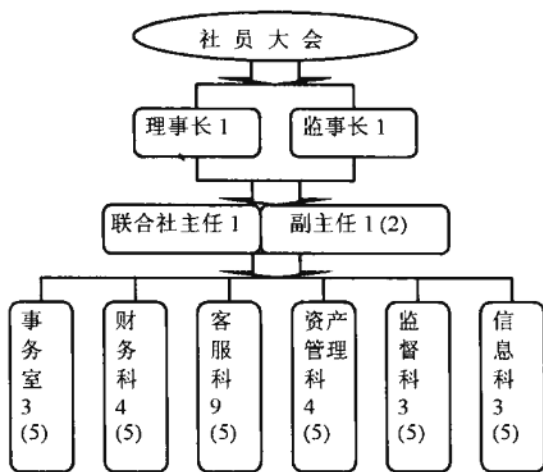 社员大会
理事长 1
监事长 1
联合社主任 1
副主任 1 (2)
事务室
3
(5)
财务科
4
(5)
客服科
9
(5)
资产管理科
4
(5)
监督科
3
(5)
信息科
3
(5)